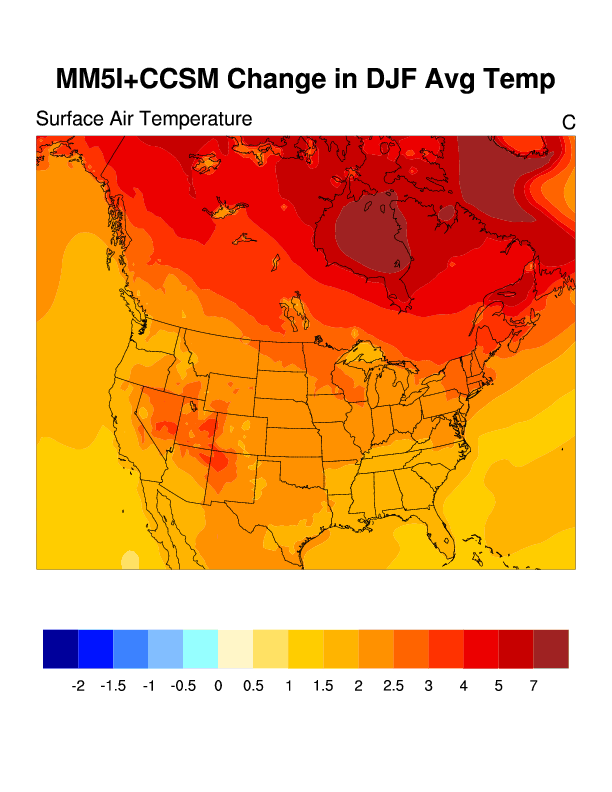 MM5I+CCSM Change in DJF Avg Temp
Surface Air Temperature C
-2 -1.5 -1 -0.5 0 0.5 1 1.5 2 2.5 3 4 5 7